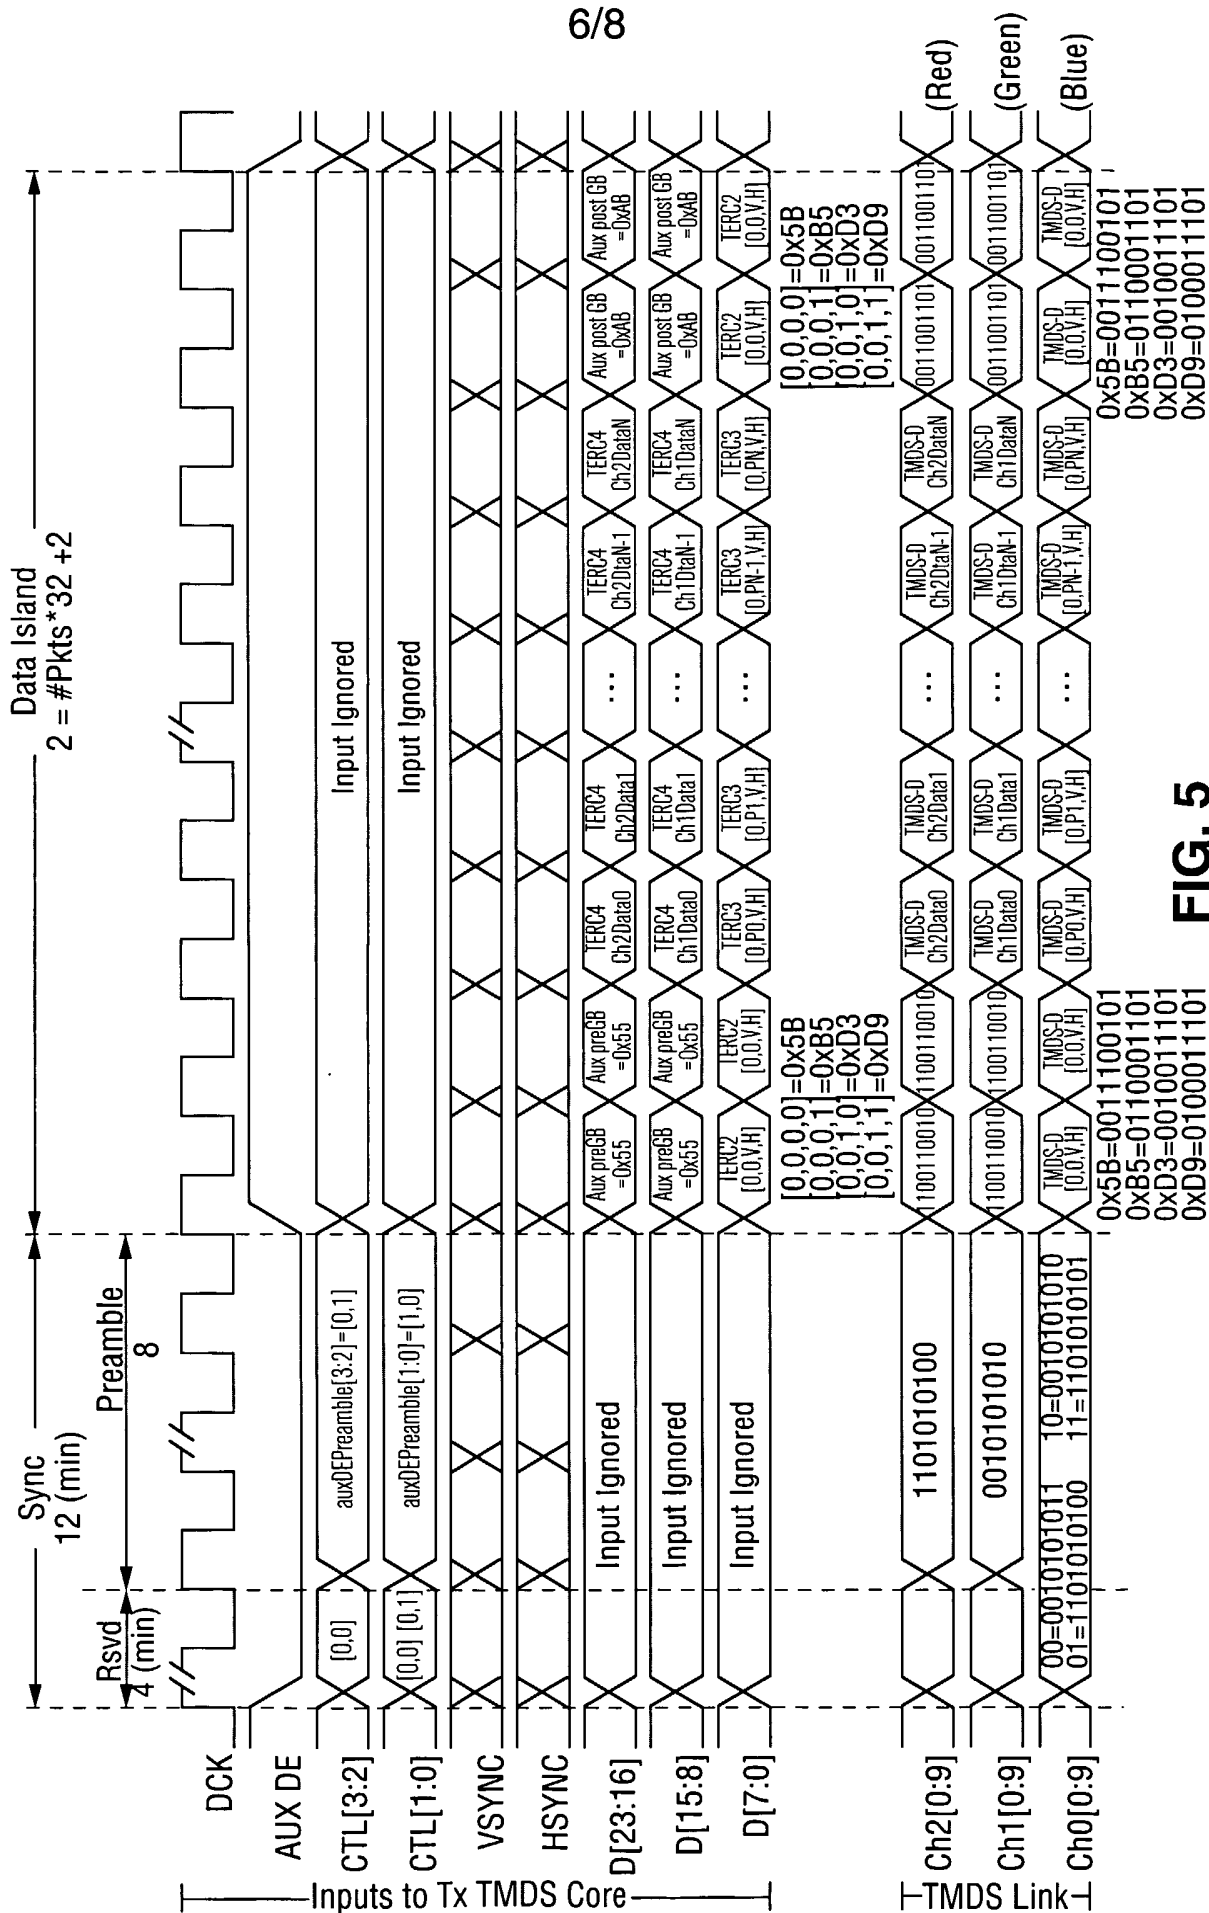 6/8
Sync
12 (min)
Data Island
2 = #Pkts*32 +2
Rsvd
4 (min)
Preamble
8
DCK
AUX DE
CTL[3:2]
[0,0]
auxDEPreamble[3:2]=[0,1]
Input Ignored
CTL[1:0]
[0,0] [0,1]
auxDEPreamble[1:0]=[1,0]
Input Ignored
VSYNC
HSYNC
D[23:16]
Input Ignored
Aux preGB
=0x55
Aux preGB
=0x55
TERC4
Ch2Data0
TERC4
Ch2Data1
...
TERC4
Ch2DtaN-1
TERC4
Ch2DataN
Aux post GB
=0xAB
Aux post GB
=0xAB
D[15:8]
Input Ignored
Aux preGB
=0x55
Aux preGB
=0x55
TERC4
Ch1Data0
TERC4
Ch1Data1
...
TERC4
Ch1DtaN-1
TERC4
Ch1DataN
Aux post GB
=0xAB
Aux post GB
=0xAB
D[7:0]
Input Ignored
TERC2
[0,0,V,H]
TERC2
[0,0,V,H]
TERC3
[0,P0,V,H]
TERC3
[0,P1,V,H]
...
TERC3
[0,PN-1,V,H]
TERC3
[0,PN,V,H]
TERC2
[0,0,V,H]
TERC2
[0,0,V,H]
[0,0,0,0]=0x5B
[0,0,0,1]=0xB5
[0,0,1,0]=0xD3
[0,0,1,1]=0xD9
[0,0,0,0]=0x5B
[0,0,0,1]=0xB5
[0,0,1,0]=0xD3
[0,0,1,1]=0xD9
Inputs to Tx TMDS Core
Ch2[0:9]
1101010100
1100110010
1100110010
TMDS-D
Ch2Data0
TMDS-D
Ch2Data1
...
TMDS-D
Ch2DtaN-1
TMDS-D
Ch2DataN
0011001101
0011001101
(Red)
Ch1[0:9]
0010101010
1100110010
1100110010
TMDS-D
Ch1Data0
TMDS-D
Ch1Data1
...
TMDS-D
Ch1DtaN-1
TMDS-D
Ch1DataN
0011001101
0011001101
(Green)
Ch0[0:9]
00=0010101011 10=0010101010
01=1101010100 11=1101010101
TMDS-D
[0,0,V,H]
TMDS-D
[0,0,V,H]
TMDS-D
[0,P0,V,H]
TMDS-D
[0,P1,V,H]
...
TMDS-D
[0,PN-1,V,H]
TMDS-D
[0,PN,V,H]
TMDS-D
[0,0,V,H]
TMDS-D
[0,0,V,H]
(Blue)
0x5B=0011100101
0xB5=0110001101
0xD3=0010011101
0xD9=0100011101
0x5B=0011100101
0xB5=0110001101
0xD3=0010011101
0xD9=0100011101
TMDS Link
FIG. 5